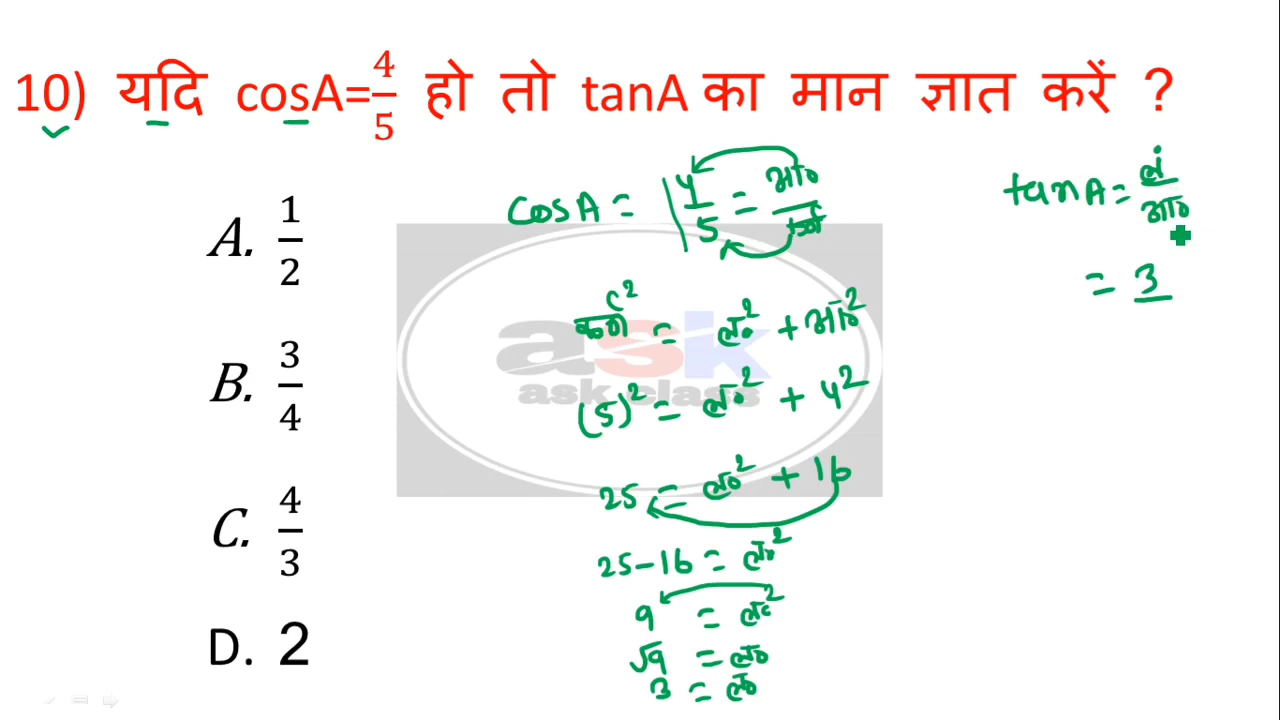 10) यदि cosA=4/5 हो तो tanA का मान ज्ञात करें ?
A. 1/2
B. 3/4
C. 4/3
D. 2
cosA = 4/5 = आ०/कर्ण
कर्ण² = लं०² + आ०²
(5)² = लं०² + 4²
25 = लं०² + 16
25-16 = लं०²
9 = लं०²
√9 = लं०
3 = लं०
tanA = लं/आ०
= 3
ask
ask class